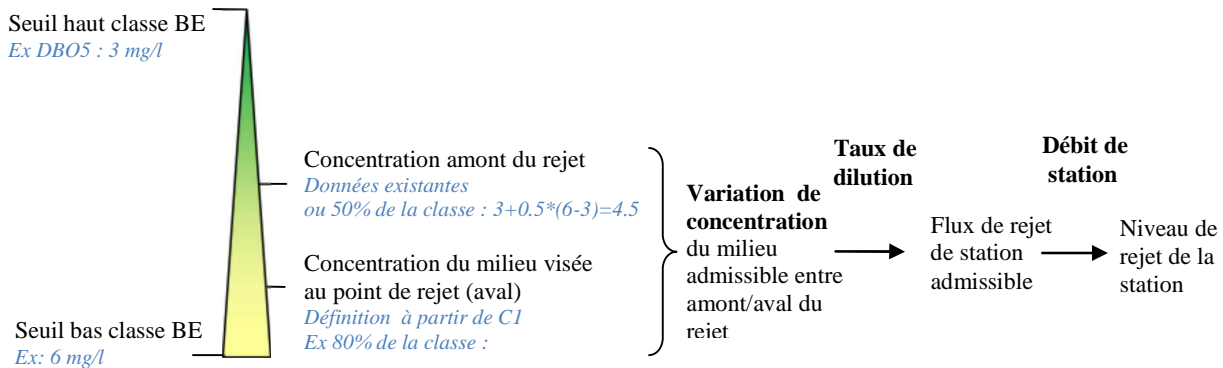 Seuil haut classe BE
Ex DBO5 : 3 mg/l
Concentration amont du rejet
Données existantes
ou 50% de la classe : 3+0.5*(6-3)=4.5
Concentration du milieu visée
au point de rejet (aval)
Définition à partir de C1
Ex 80% de la classe :
Seuil bas classe BE
Ex: 6 mg/l
Variation de
concentration
du milieu
admissible entre
amont/aval du
rejet
Taux de
dilution
Flux de rejet
de station
admissible
Débit de
station
Niveau de
rejet de la
station